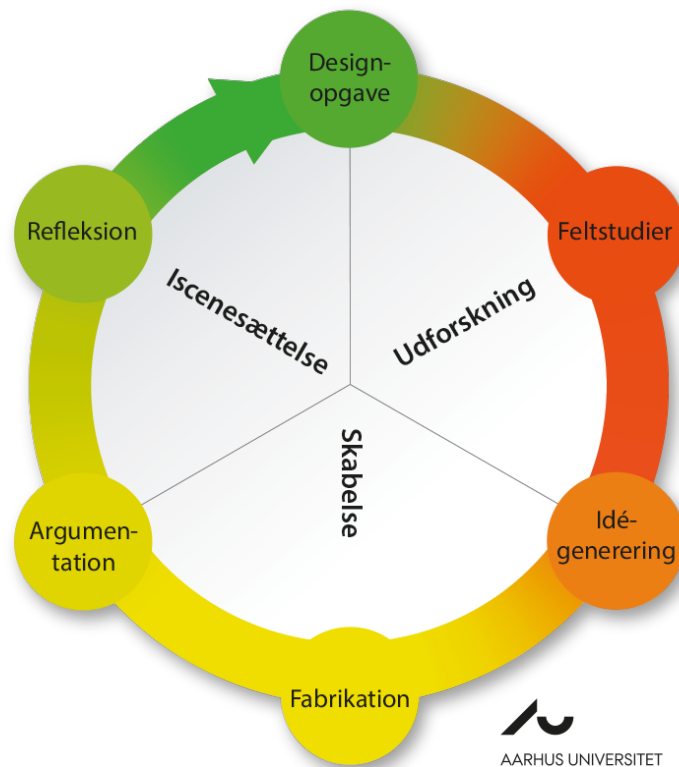 Design-
opgave
Feltstudier
Idé-
generering
Fabrikation
Argumen-
tation
Refleksion
Iscenesættelse
Udforskning
Skabelse
AARHUS UNIVERSITET